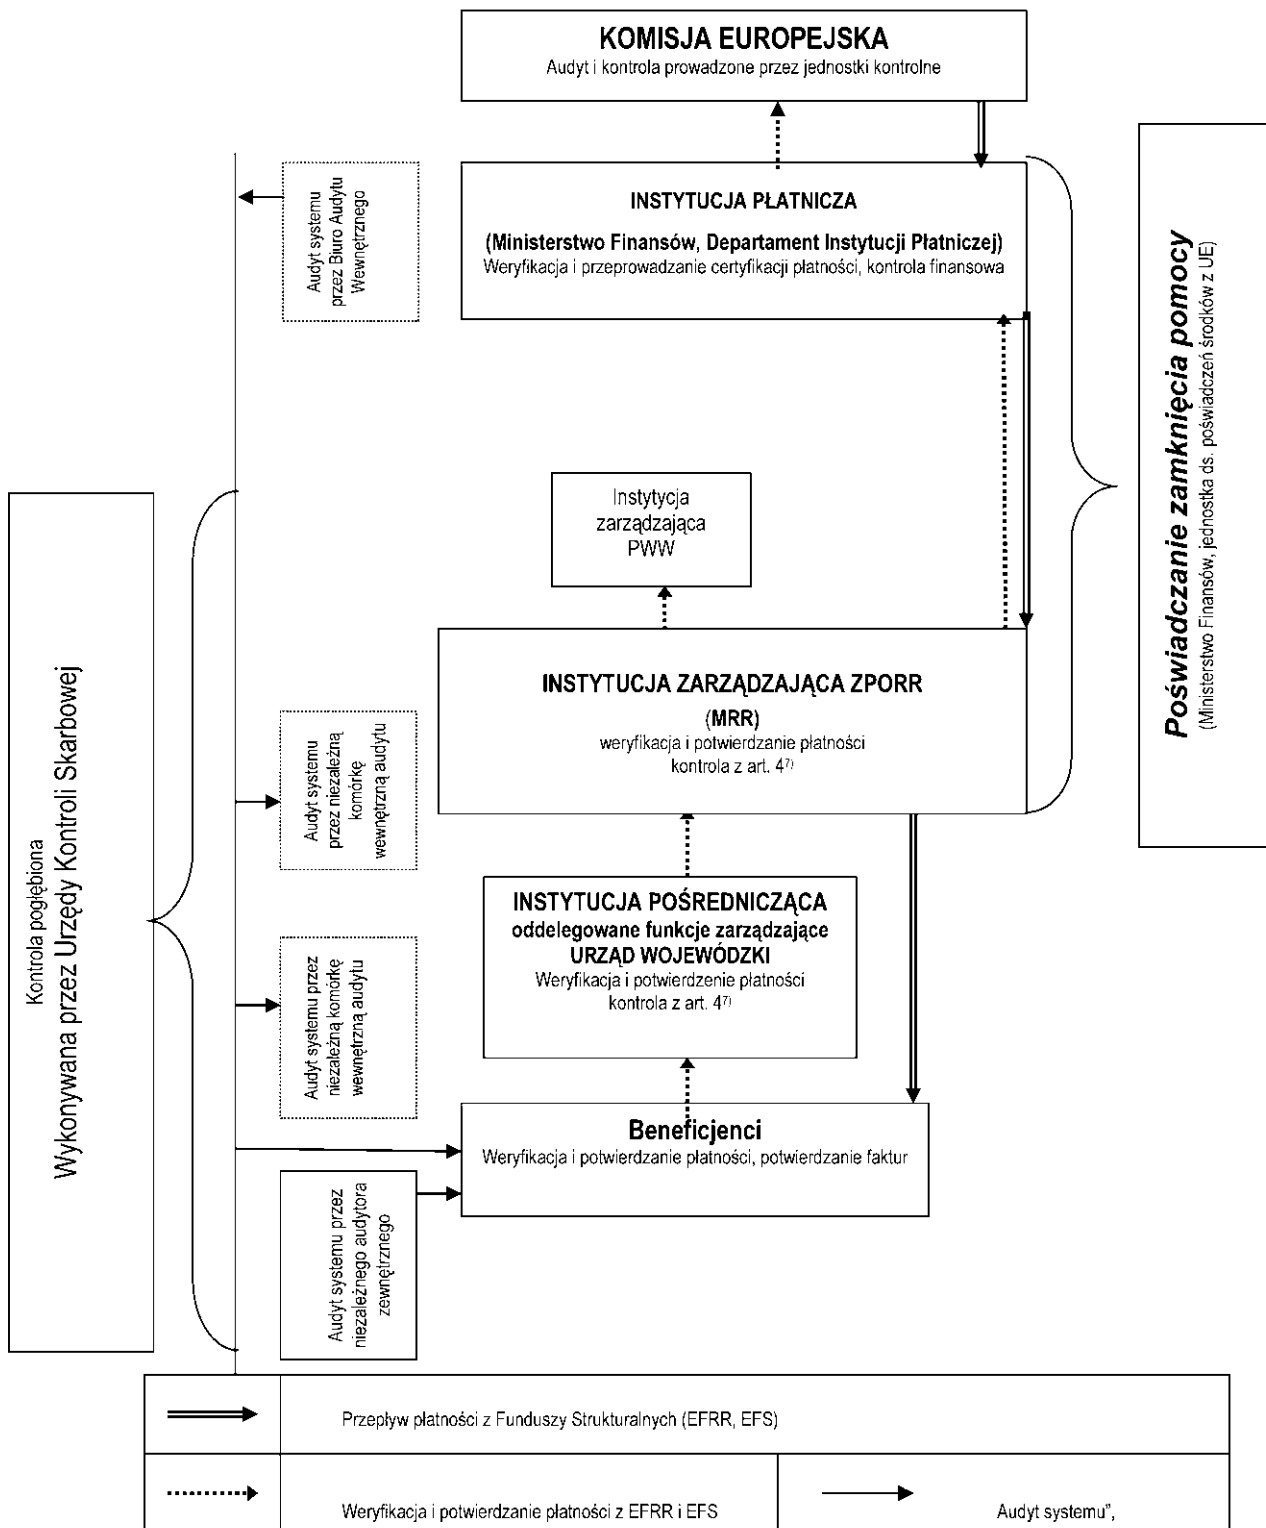 KOMISJA EUROPEJSKA
Audyt i kontrola prowadzone przez jednostki kontrolne
INSTYTUCJA PŁATNICZA
(Ministerstwo Finansów, Departament Instytucji Płatniczej)
Weryfikacja i przeprowadzanie certyfikacji płatności, kontrola finansowa
Audyt systemu
przez Biuro Audytu
Wewnętrznego
Poświadczanie zamknięcia pomocy
(Ministerstwo Finansów, jednostka ds. poświadczeń środków z UE)
Instytycja
zarządzająca
PWW
Kontrola pogłębiona
Wykonywana przez Urzędy Kontroli Skarbowej
INSTYTUCJA ZARZĄDZAJĄCA ZPORR
(MRR)
weryfikacja i potwierdzanie płatności
kontrola z art. 4⁷⁾
Audyt systemu
przez niezależną
komórkę
wewnętrzną audytu
INSTYTUCJA POŚREDNICZĄCA
oddelegowane funkcje zarządzające
URZĄD WOJEWÓDZKI
Weryfikacja i potwierdzenie płatności
kontrola z art. 4⁷⁾
Audyt systemu przez
niezależną komórkę
wewnętrzną audytu
Beneficjenci
Weryfikacja i potwierdzanie płatności, potwierdzanie faktur
Audyt systemu przez
niezależnego audytora
zewnętrznego
Przepływ płatności z Funduszy Strukturalnych (EFRR, EFS)
Weryfikacja i potwierdzanie płatności z EFRR i EFS
Audyt systemu",